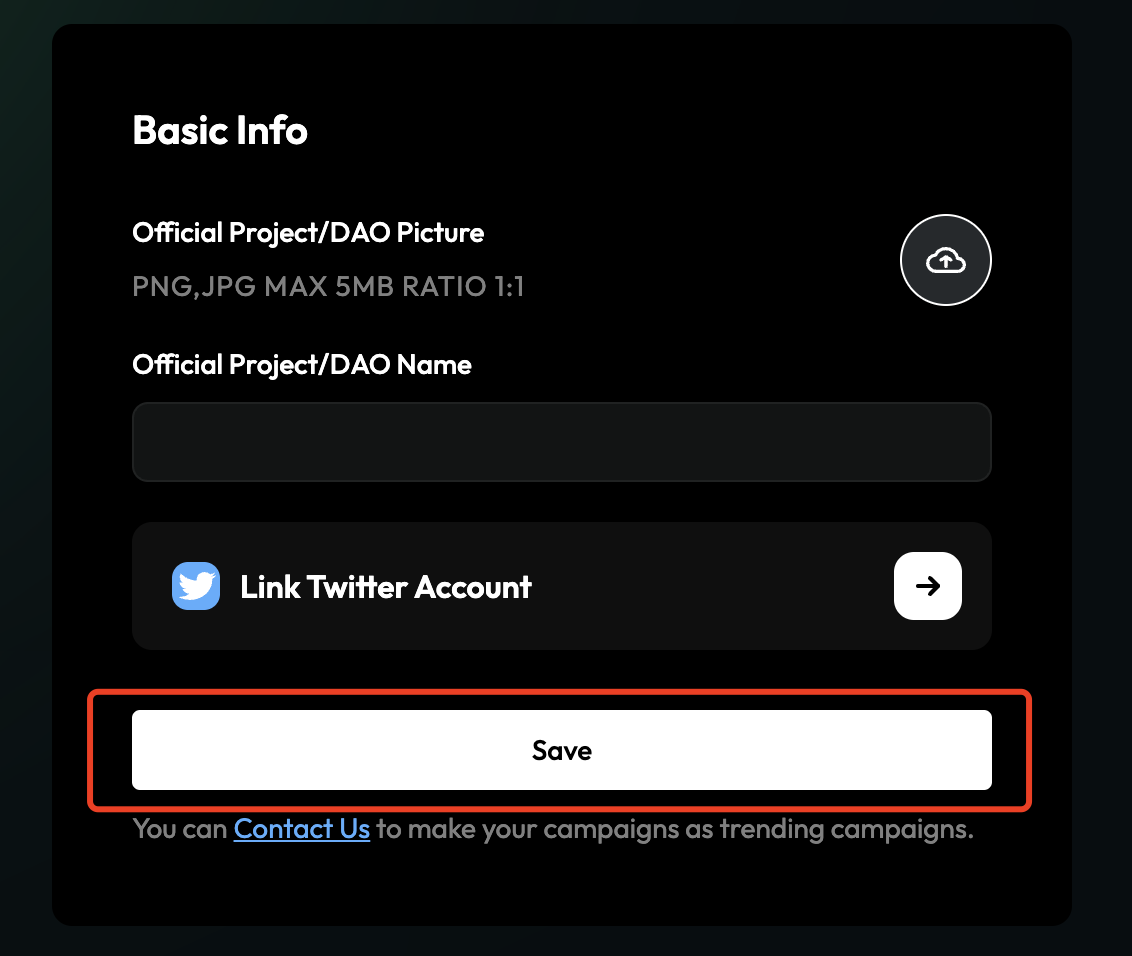 Basic Info
Official Project/DAO Picture
PNG,JPG MAX 5MB RATIO 1:1
Official Project/DAO Name
Link Twitter Account
Save
You can Contact Us to make your campaigns as trending campaigns.